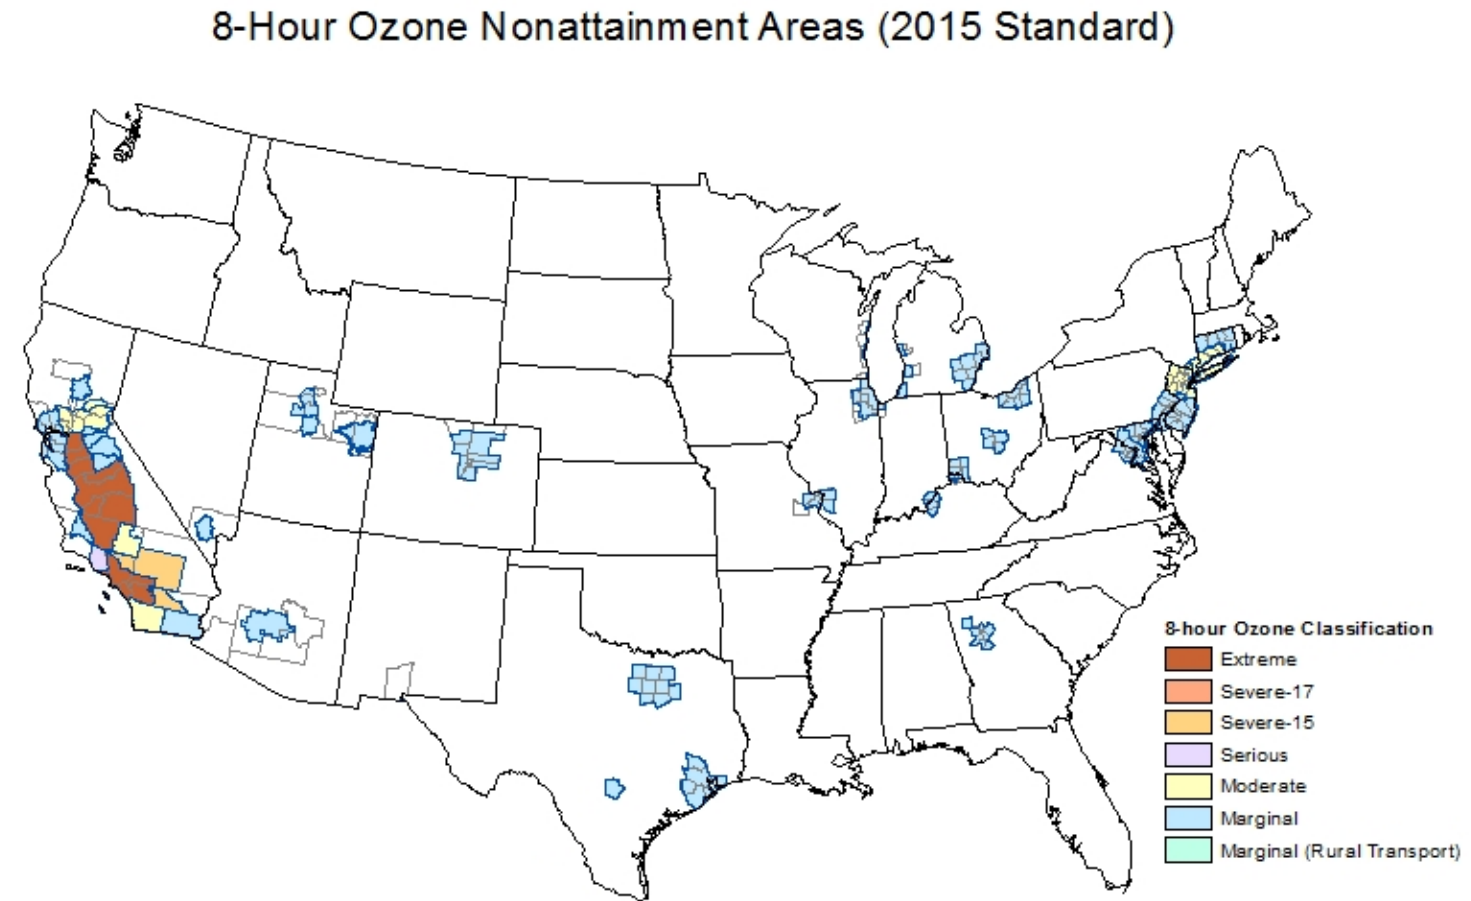 8-Hour Ozone Nonattainment Areas (2015 Standard)
8-hour Ozone Classification
Extreme
Severe-17
Severe-15
Serious
Moderate
Marginal
Marginal (Rural Transport)